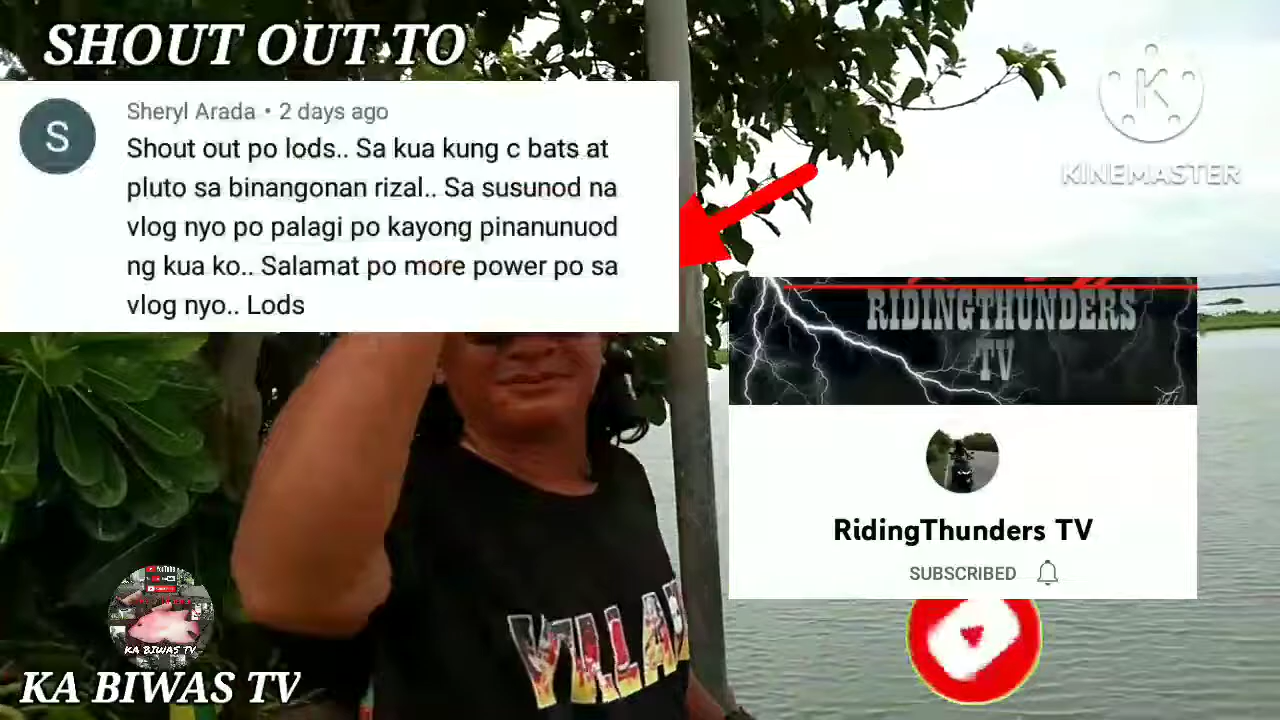 SHOUT OUT TO
S
Sheryl Arada • 2 days ago
Shout out po lods.. Sa kua kung c bats at
pluto sa binangonan rizal.. Sa susunod na
vlog nyo po palagi po kayong pinanunuod
ng kua ko.. Salamat po more power po sa
vlog nyo.. Lods
K
KINEMASTER
RIDINGTHUNDERS
TV
RidingThunders TV
SUBSCRIBED
YouTube
KA BIWAS TV
KA BIWAS TV